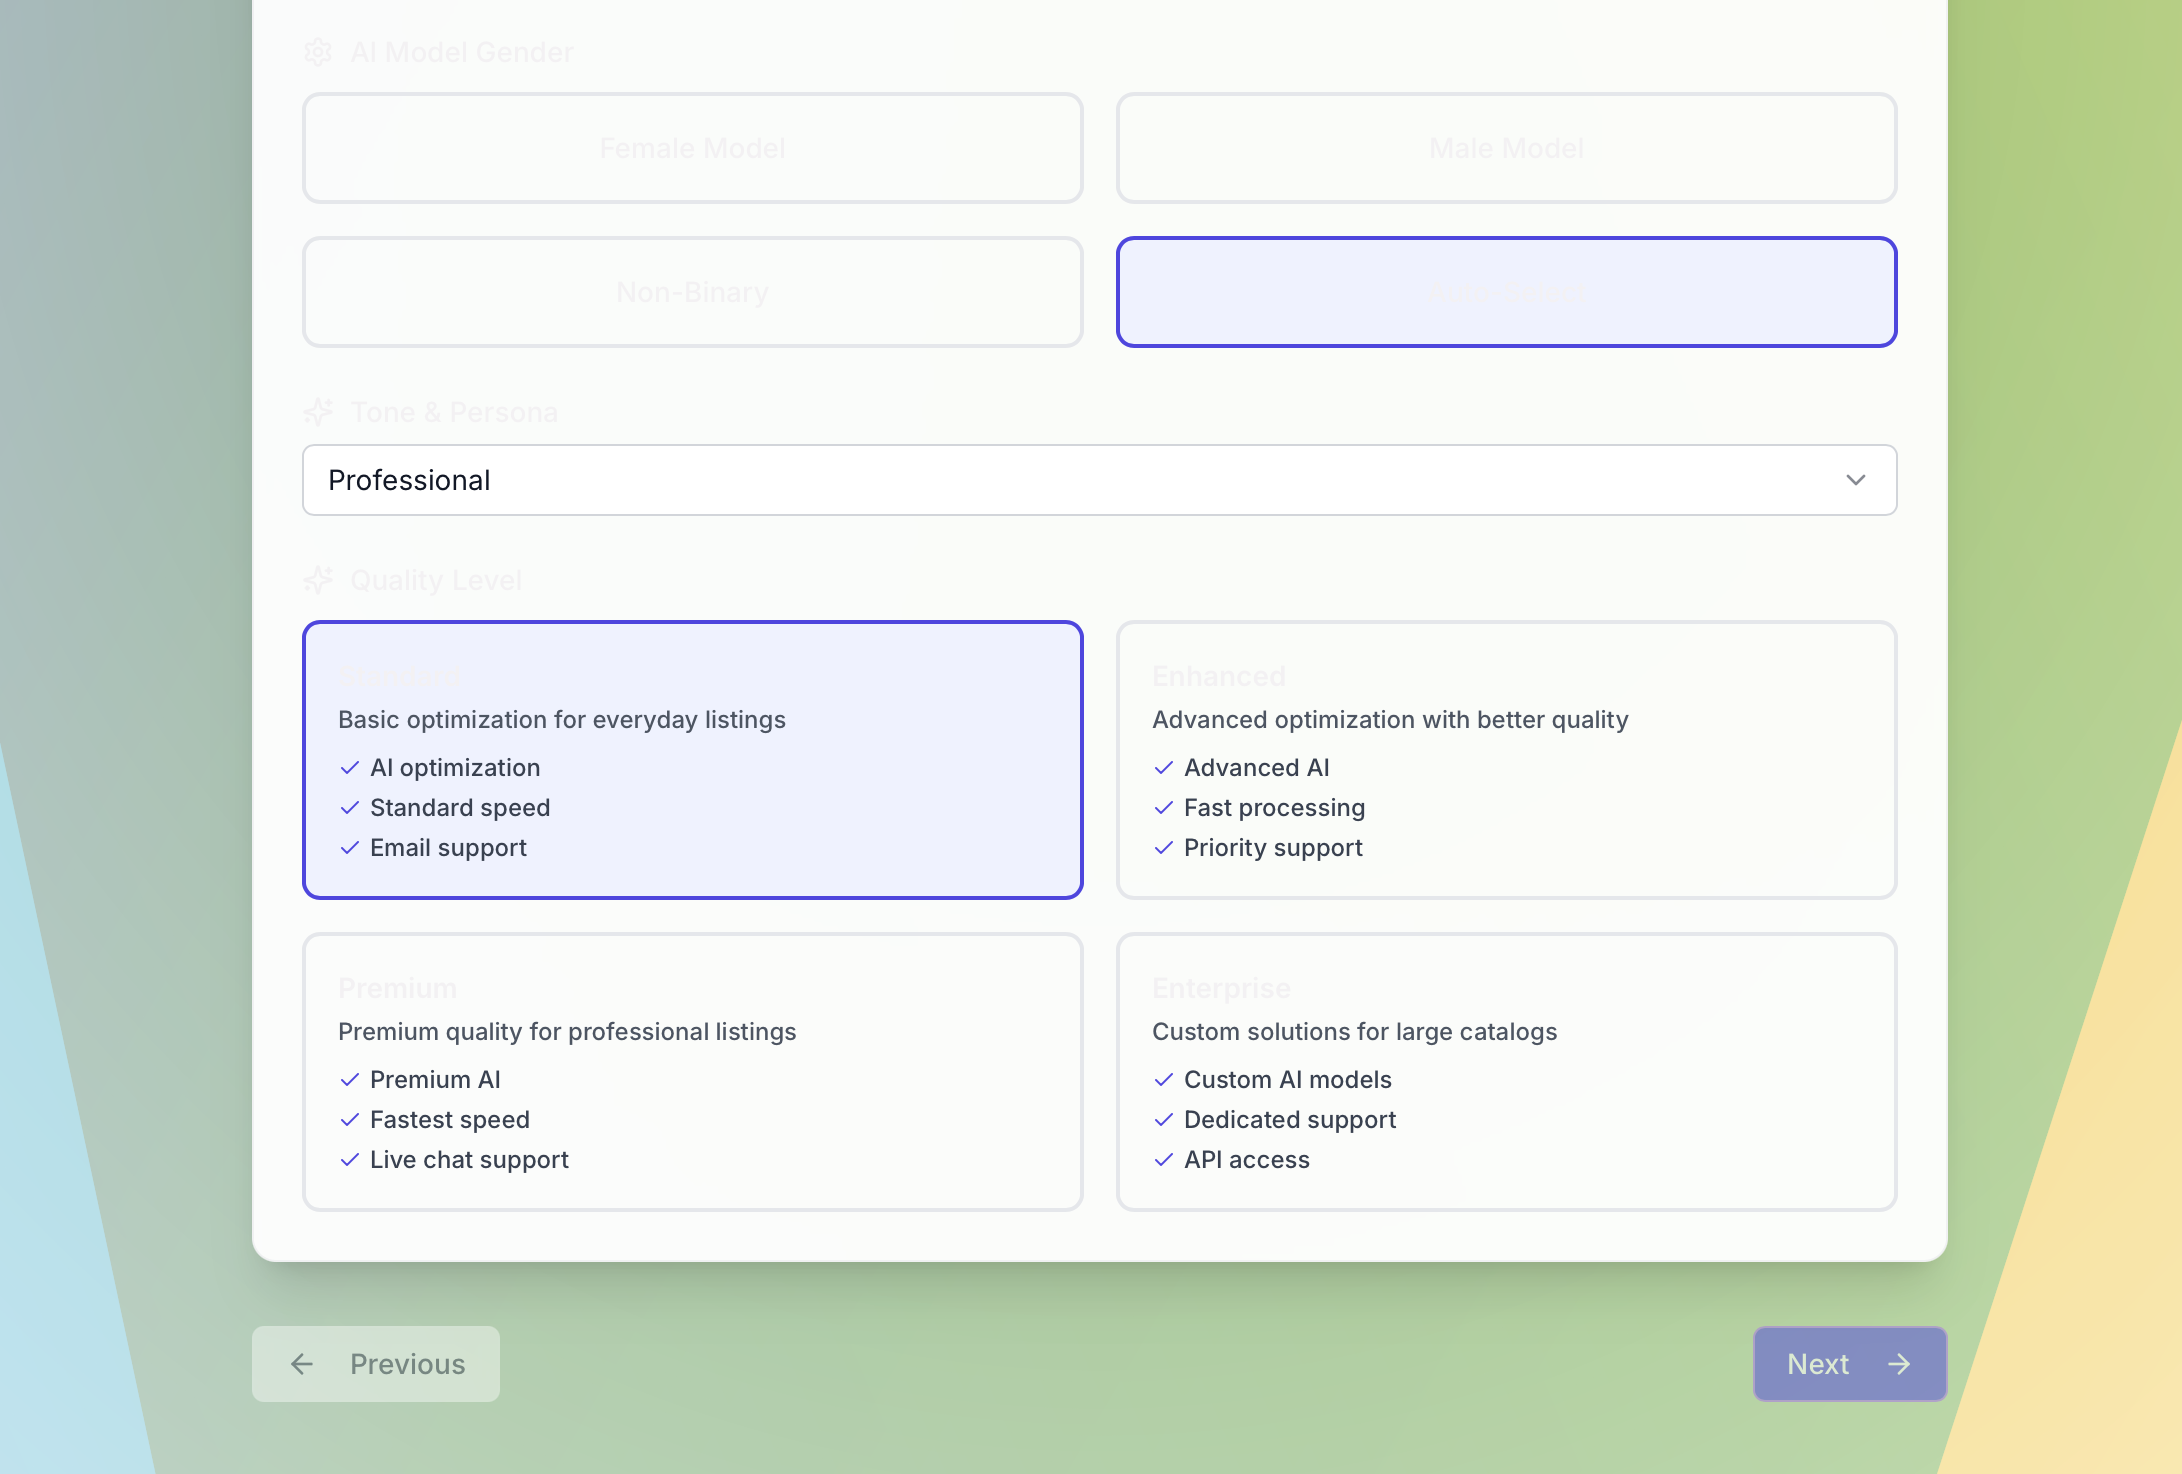 AI Model Gender
Female Model
Male Model
Non-Binary
Tone & Persona
Professional
Quality Level
Standard
Basic optimization for everyday listings
AI optimization
Standard speed
Email support
Enhanced
Advanced optimization with better quality
Advanced AI
Fast processing
Priority support
Premium
Premium quality for professional listings
Premium AI
Fastest speed
Live chat support
Enterprise
Custom solutions for large catalogs
Custom AI models
Dedicated support
API access
Previous
Next